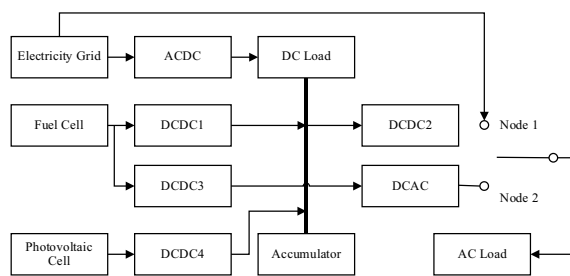 Electricity Grid
ACDC
DC Load
Fuel Cell
DCDC1
DCDC2
Node 1
DCDC3
DCAC
Node 2
Photovoltaic
Cell
DCDC4
Accumulator
AC Load